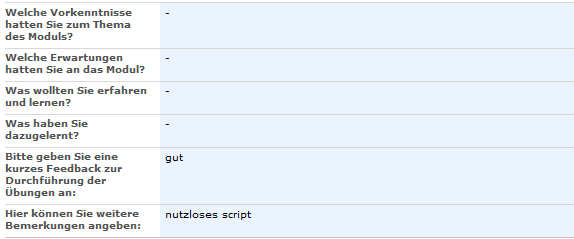 Welche Vorkenntnisse
hatten Sie zum Thema
des Moduls?
-
Welche Erwartungen
hatten Sie an das Modul?
-
Was wollten Sie erfahren
und lernen?
-
Was haben Sie
dazugelernt?
-
Bitte geben Sie eine
kurzes Feedback zur
Durchführung der
Übungen an:
gut
Hier können Sie weitere
Bemerkungen angeben:
nutzloses script